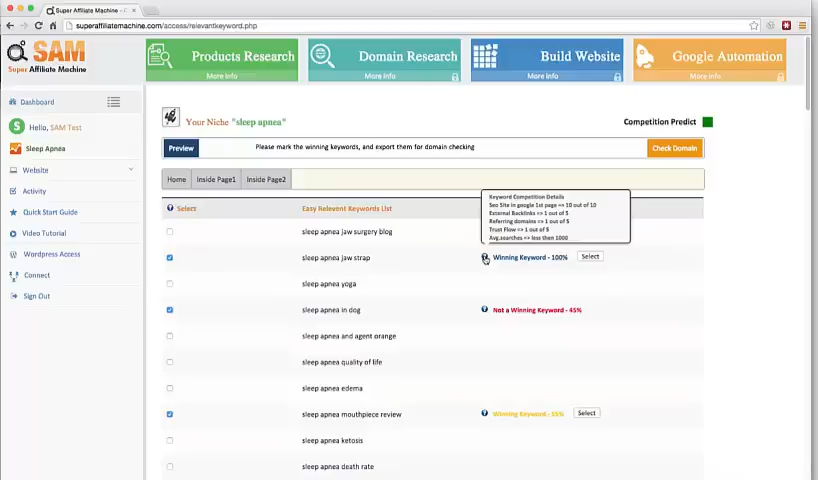 Super Affiliate Machine -
superaffiliatemachine.com/access/relevantkeyword.php
SAM
Super Affiliate Machine
Products Research
More Info
Domain Research
More Info
Build Website
More Info
Google Automation
More Info
Dashboard
S Hello, SAM Test
Sleep Apnea
Website
Activity
Quick Start Guide
Video Tutorial
Wordpress Access
Connect
Sign Out
Your Niche "sleep apnea"
Competition Predict
Preview
Please mark the winning keywords, and export them for domain checking
Check Domain
Home
Inside Page1
Inside Page2
Keyword Competition Details
Seo Site in google 1st page => 10 out of 10
External Backlinks => 1 out of 5
Referring domains => 1 out of 5
Trust Flow => 1 out of 5
Avg.searches => less then 1000
Select
Easy Relevant Keywords List
sleep apnea jaw surgery blog
sleep apnea jaw strap
Winning Keyword - 100%
Select
sleep apnea yoga
sleep apnea in dog
Not a Winning Keyword - 45%
sleep apnea and agent orange
sleep apnea quality of life
sleep apnea edema
sleep apnea mouthpiece review
Winning Keyword - 55%
Select
sleep apnea ketosis
sleep apnea death rate